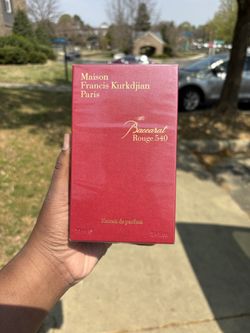 Maison
Francis Kurkdjian
Paris
Baccarat
Rouge 540
Extrait de parfum